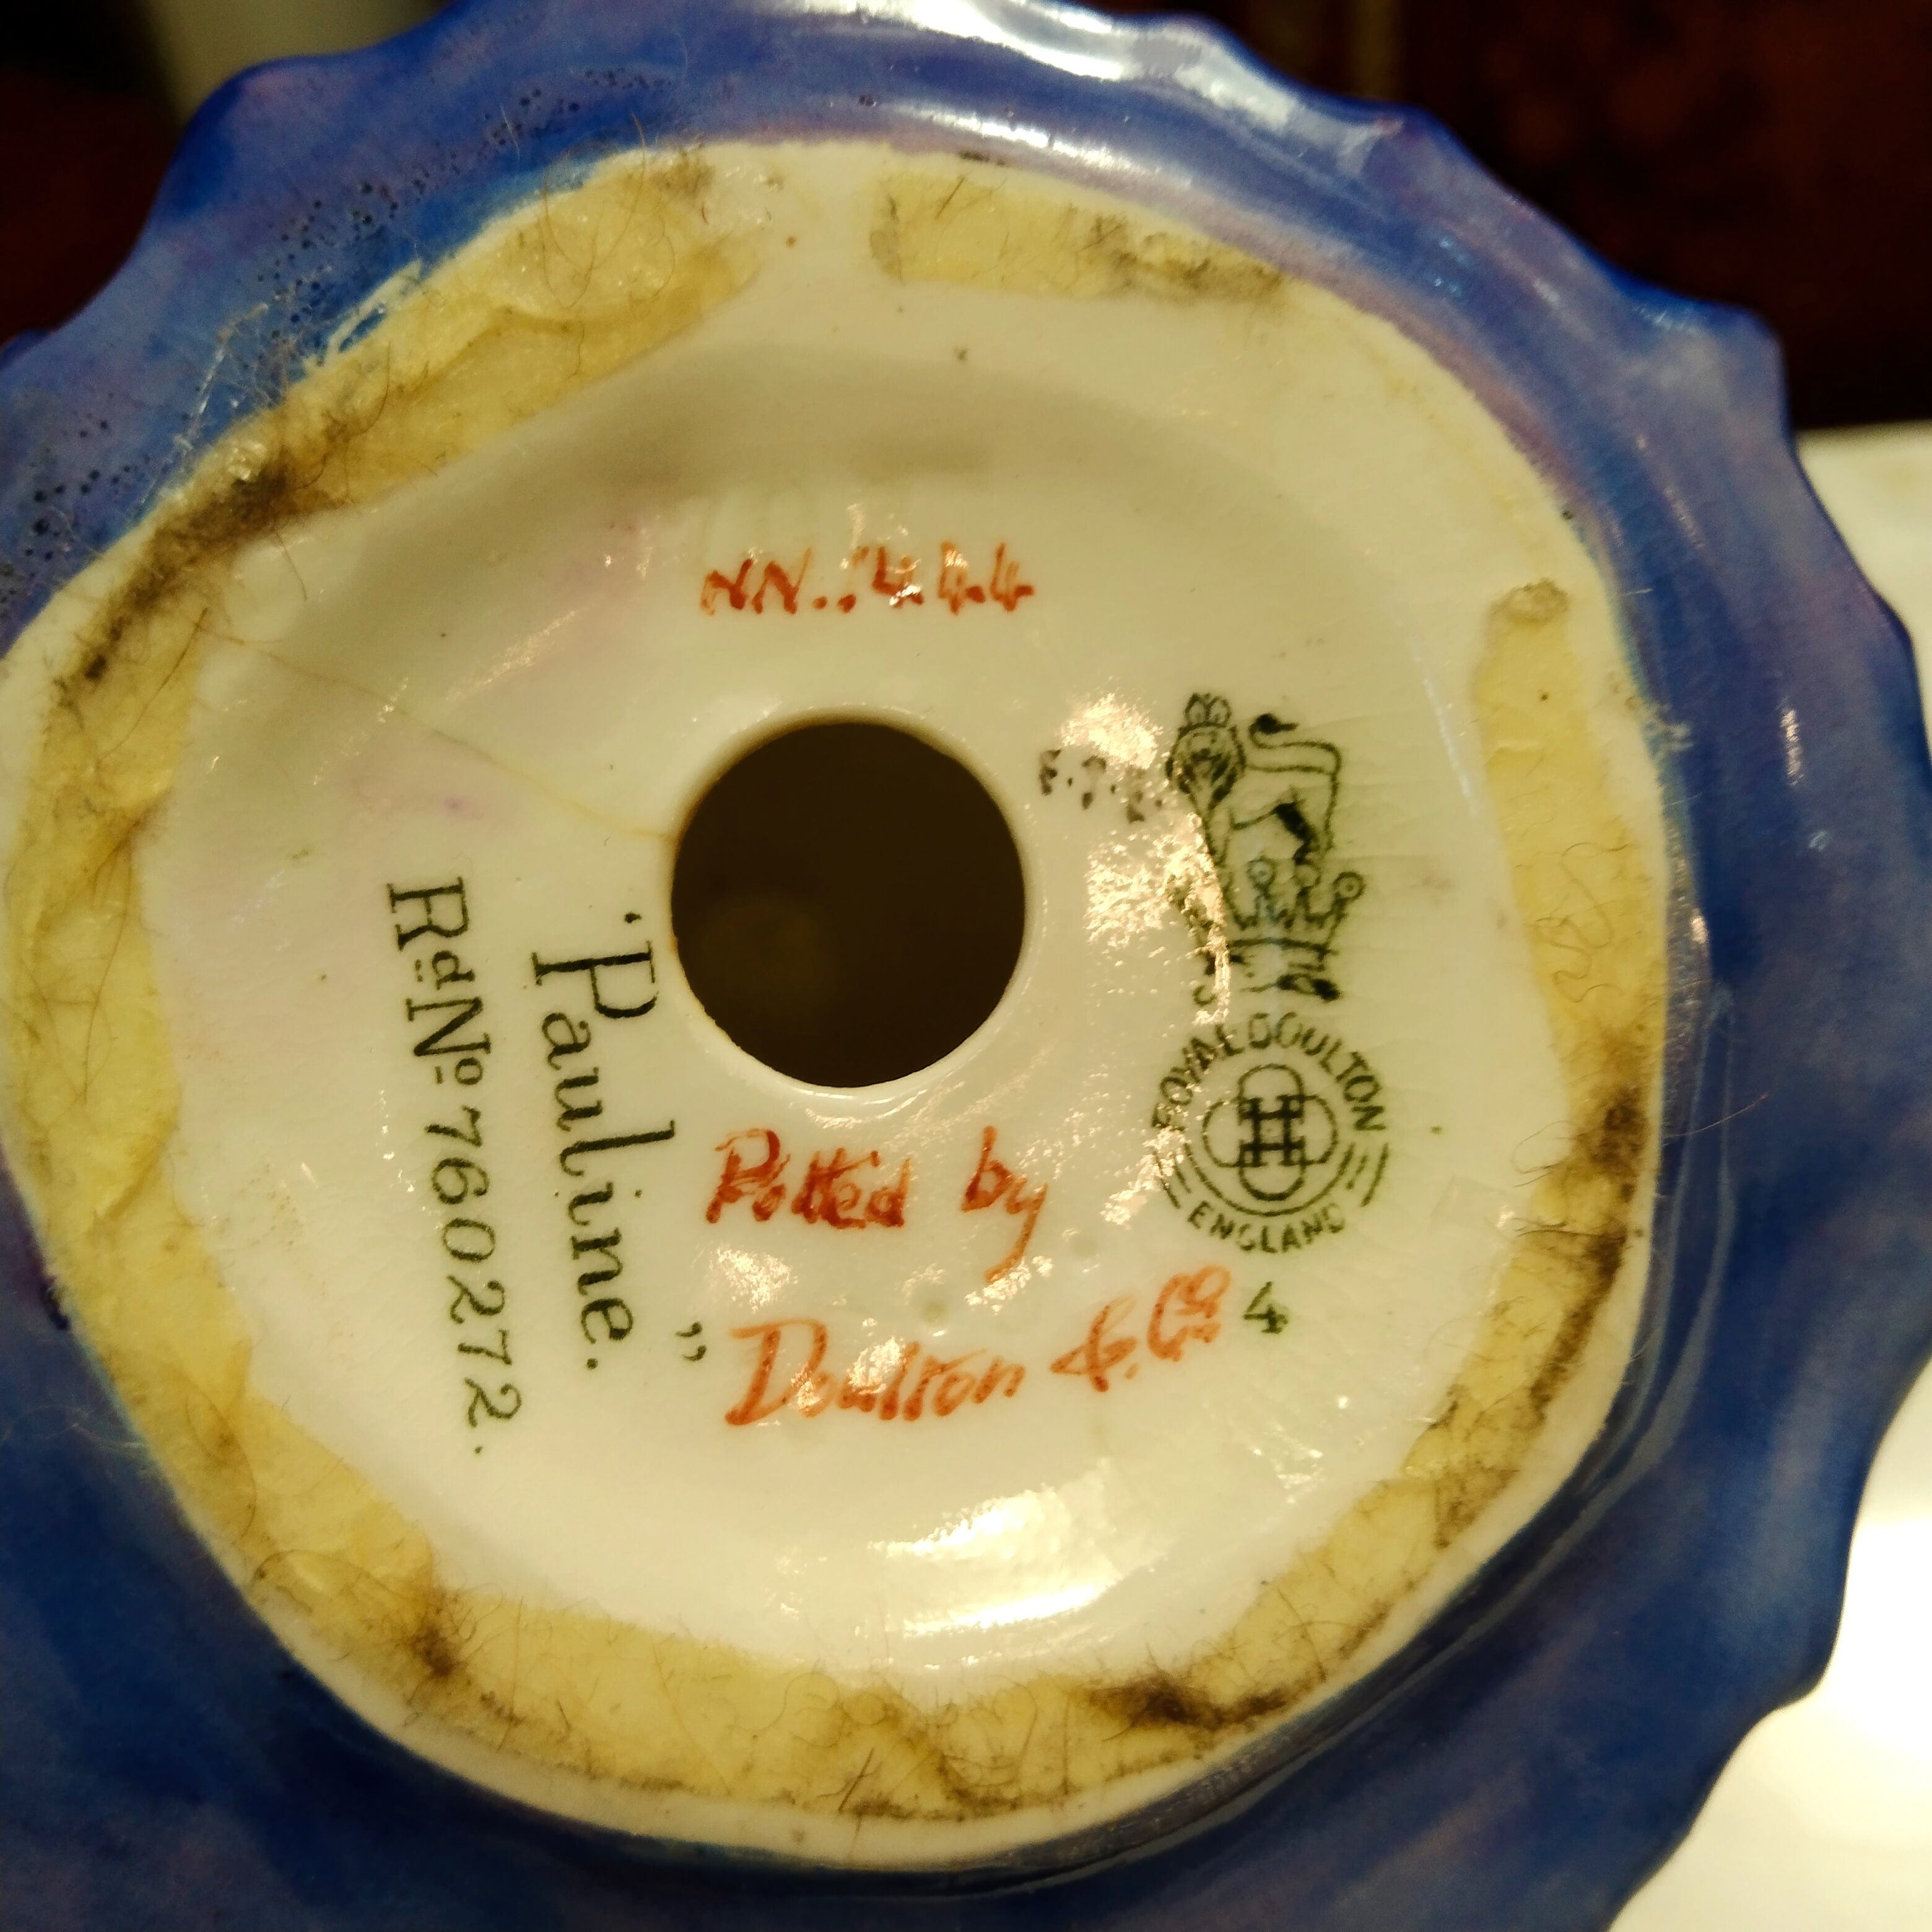 HN.1444
ROYAL DOULTON
ENGLAND
4
Potted by
Doulton & Co
"Pauline."
Rd No 760272.